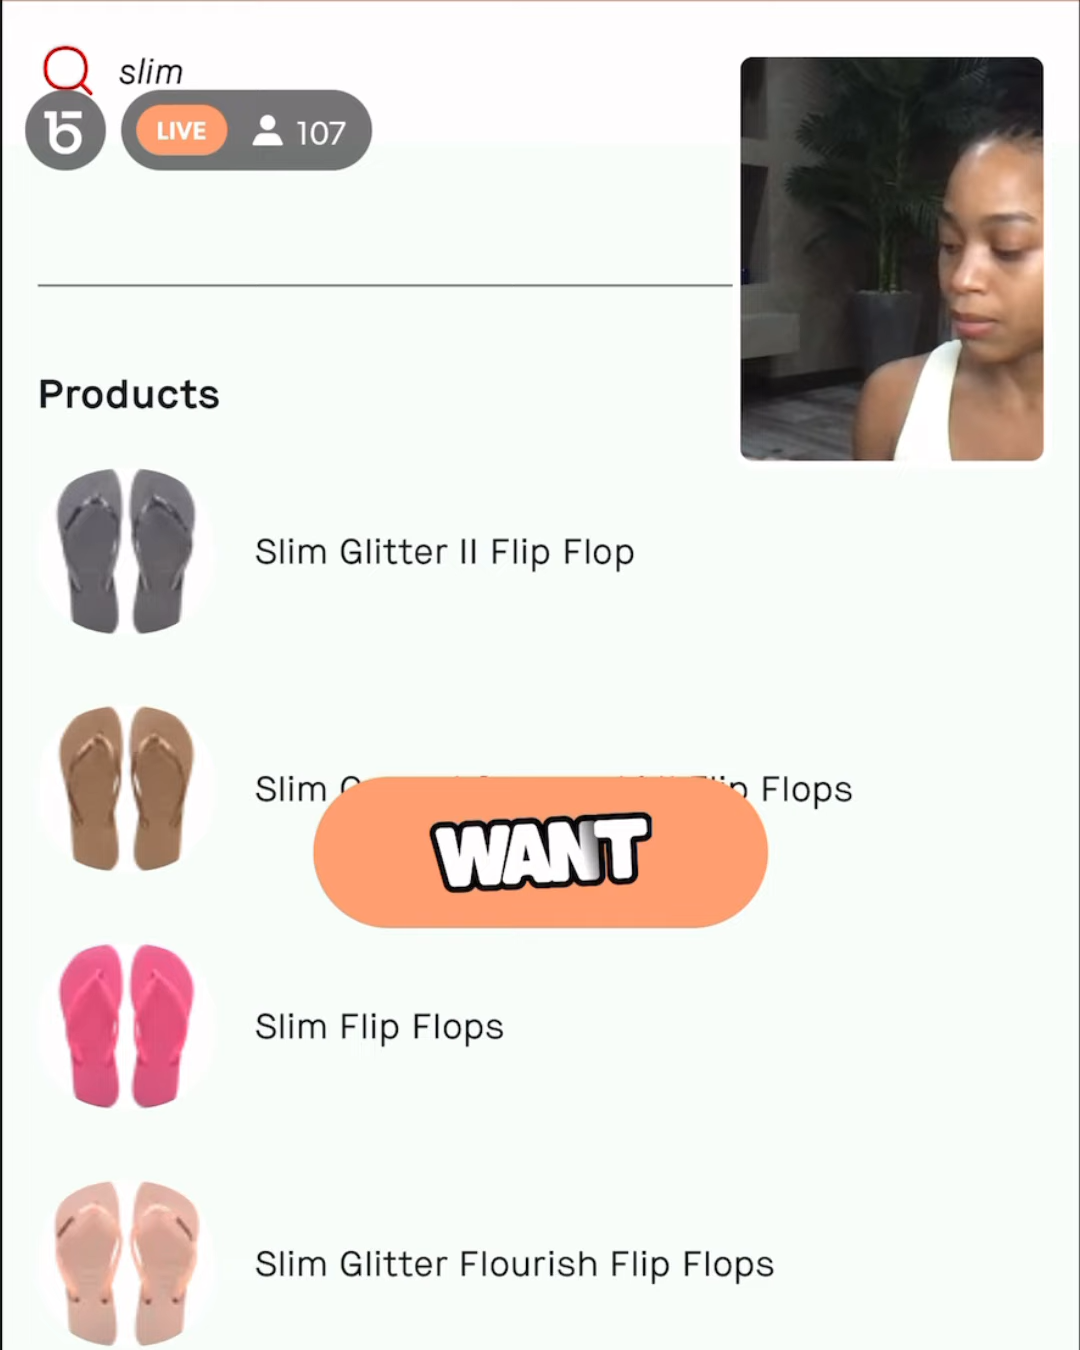 slim
LIVE 107
Products
Slim Glitter II Flip Flop
Slim Flip Flops
WANT
Slim Flip Flops
Slim Glitter Flourish Flip Flops